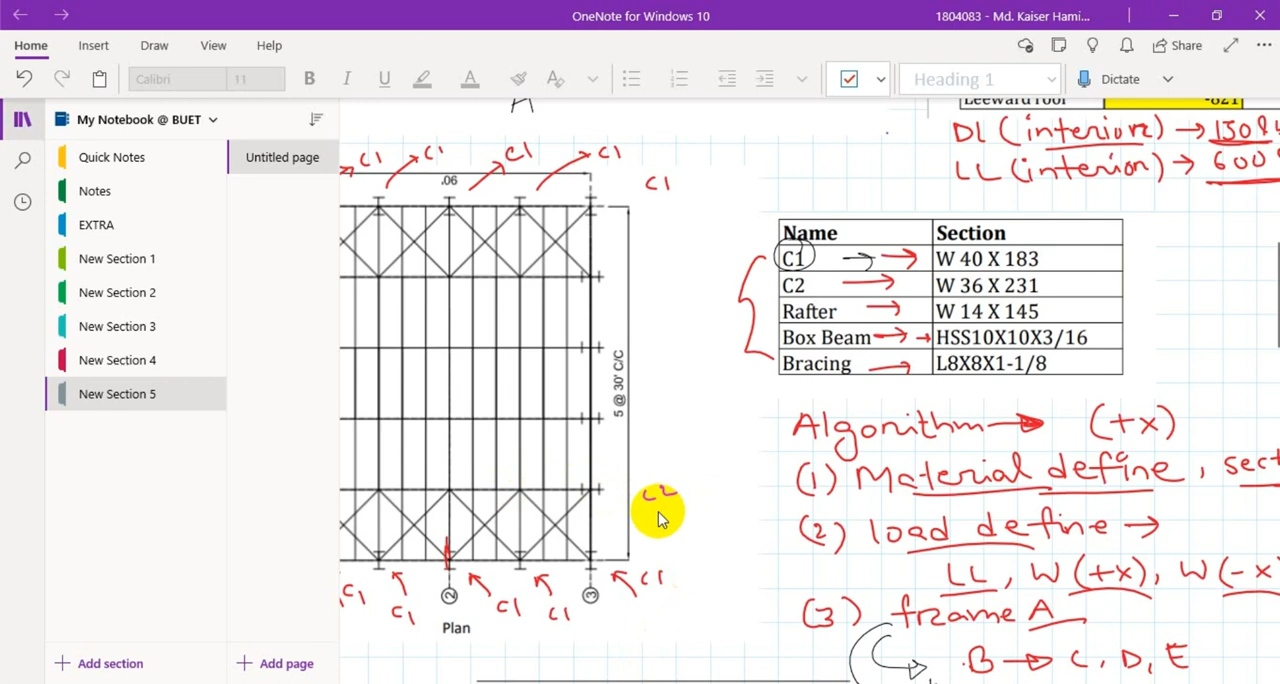 OneNote for Windows 10
1804083 - Md. Kaiser Hami...
Home Insert Draw View Help
Share
Calibri 11 B I U A
Heading 1 Dictate
My Notebook @ BUET
Quick Notes
Notes
EXTRA
New Section 1
New Section 2
New Section 3
New Section 4
New Section 5
Add section
Untitled page
Add page
A
C1 C1 C1 C1
.06
C1
5 @ 30' C/C
C2
C1 C1 C1 C1 C1
2 3
Plan
Leeward roof -821
DL (interiore) →
LL (interior) → 600
Name Section
C1 → → W 40 X 183
C2 → W 36 X 231
Rafter → W 14 X 145
Box Beam → → HSS10X10X3/16
Bracing → L8X8X1-1/8
Algorithm → (+x)
(1) Material define, sect
(2) load define →
LL, W (+x), W (-x
(3) frame A
B → C, D, E